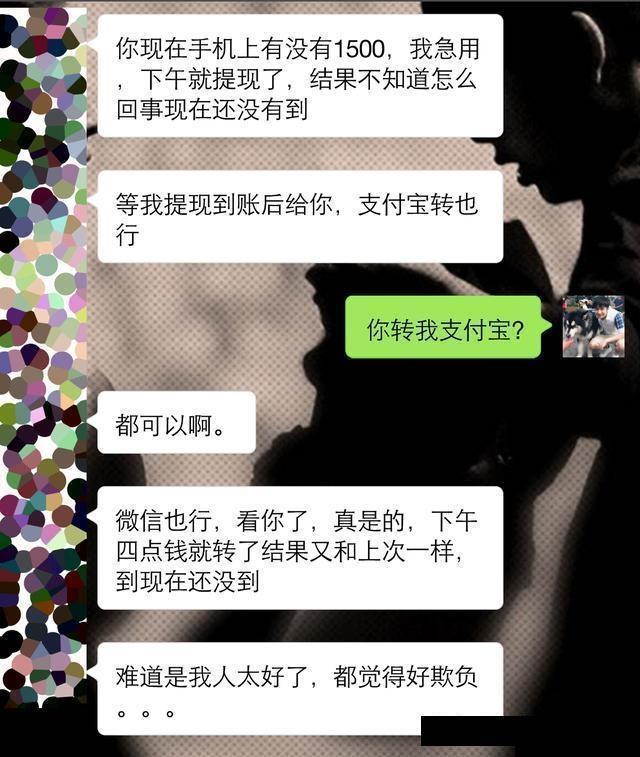 你现在手机上有没有1500，我急用
，下午就提现了，结果不知道怎么
回事现在还没有到
等我提现到账后给你，支付宝转也
行
你转我支付宝?
都可以啊。
微信也行，看你了，真是的，下午
四点钱就转了结果又和上次一样，
到现在还没到
难道是我人太好了，都觉得好欺负
。。。